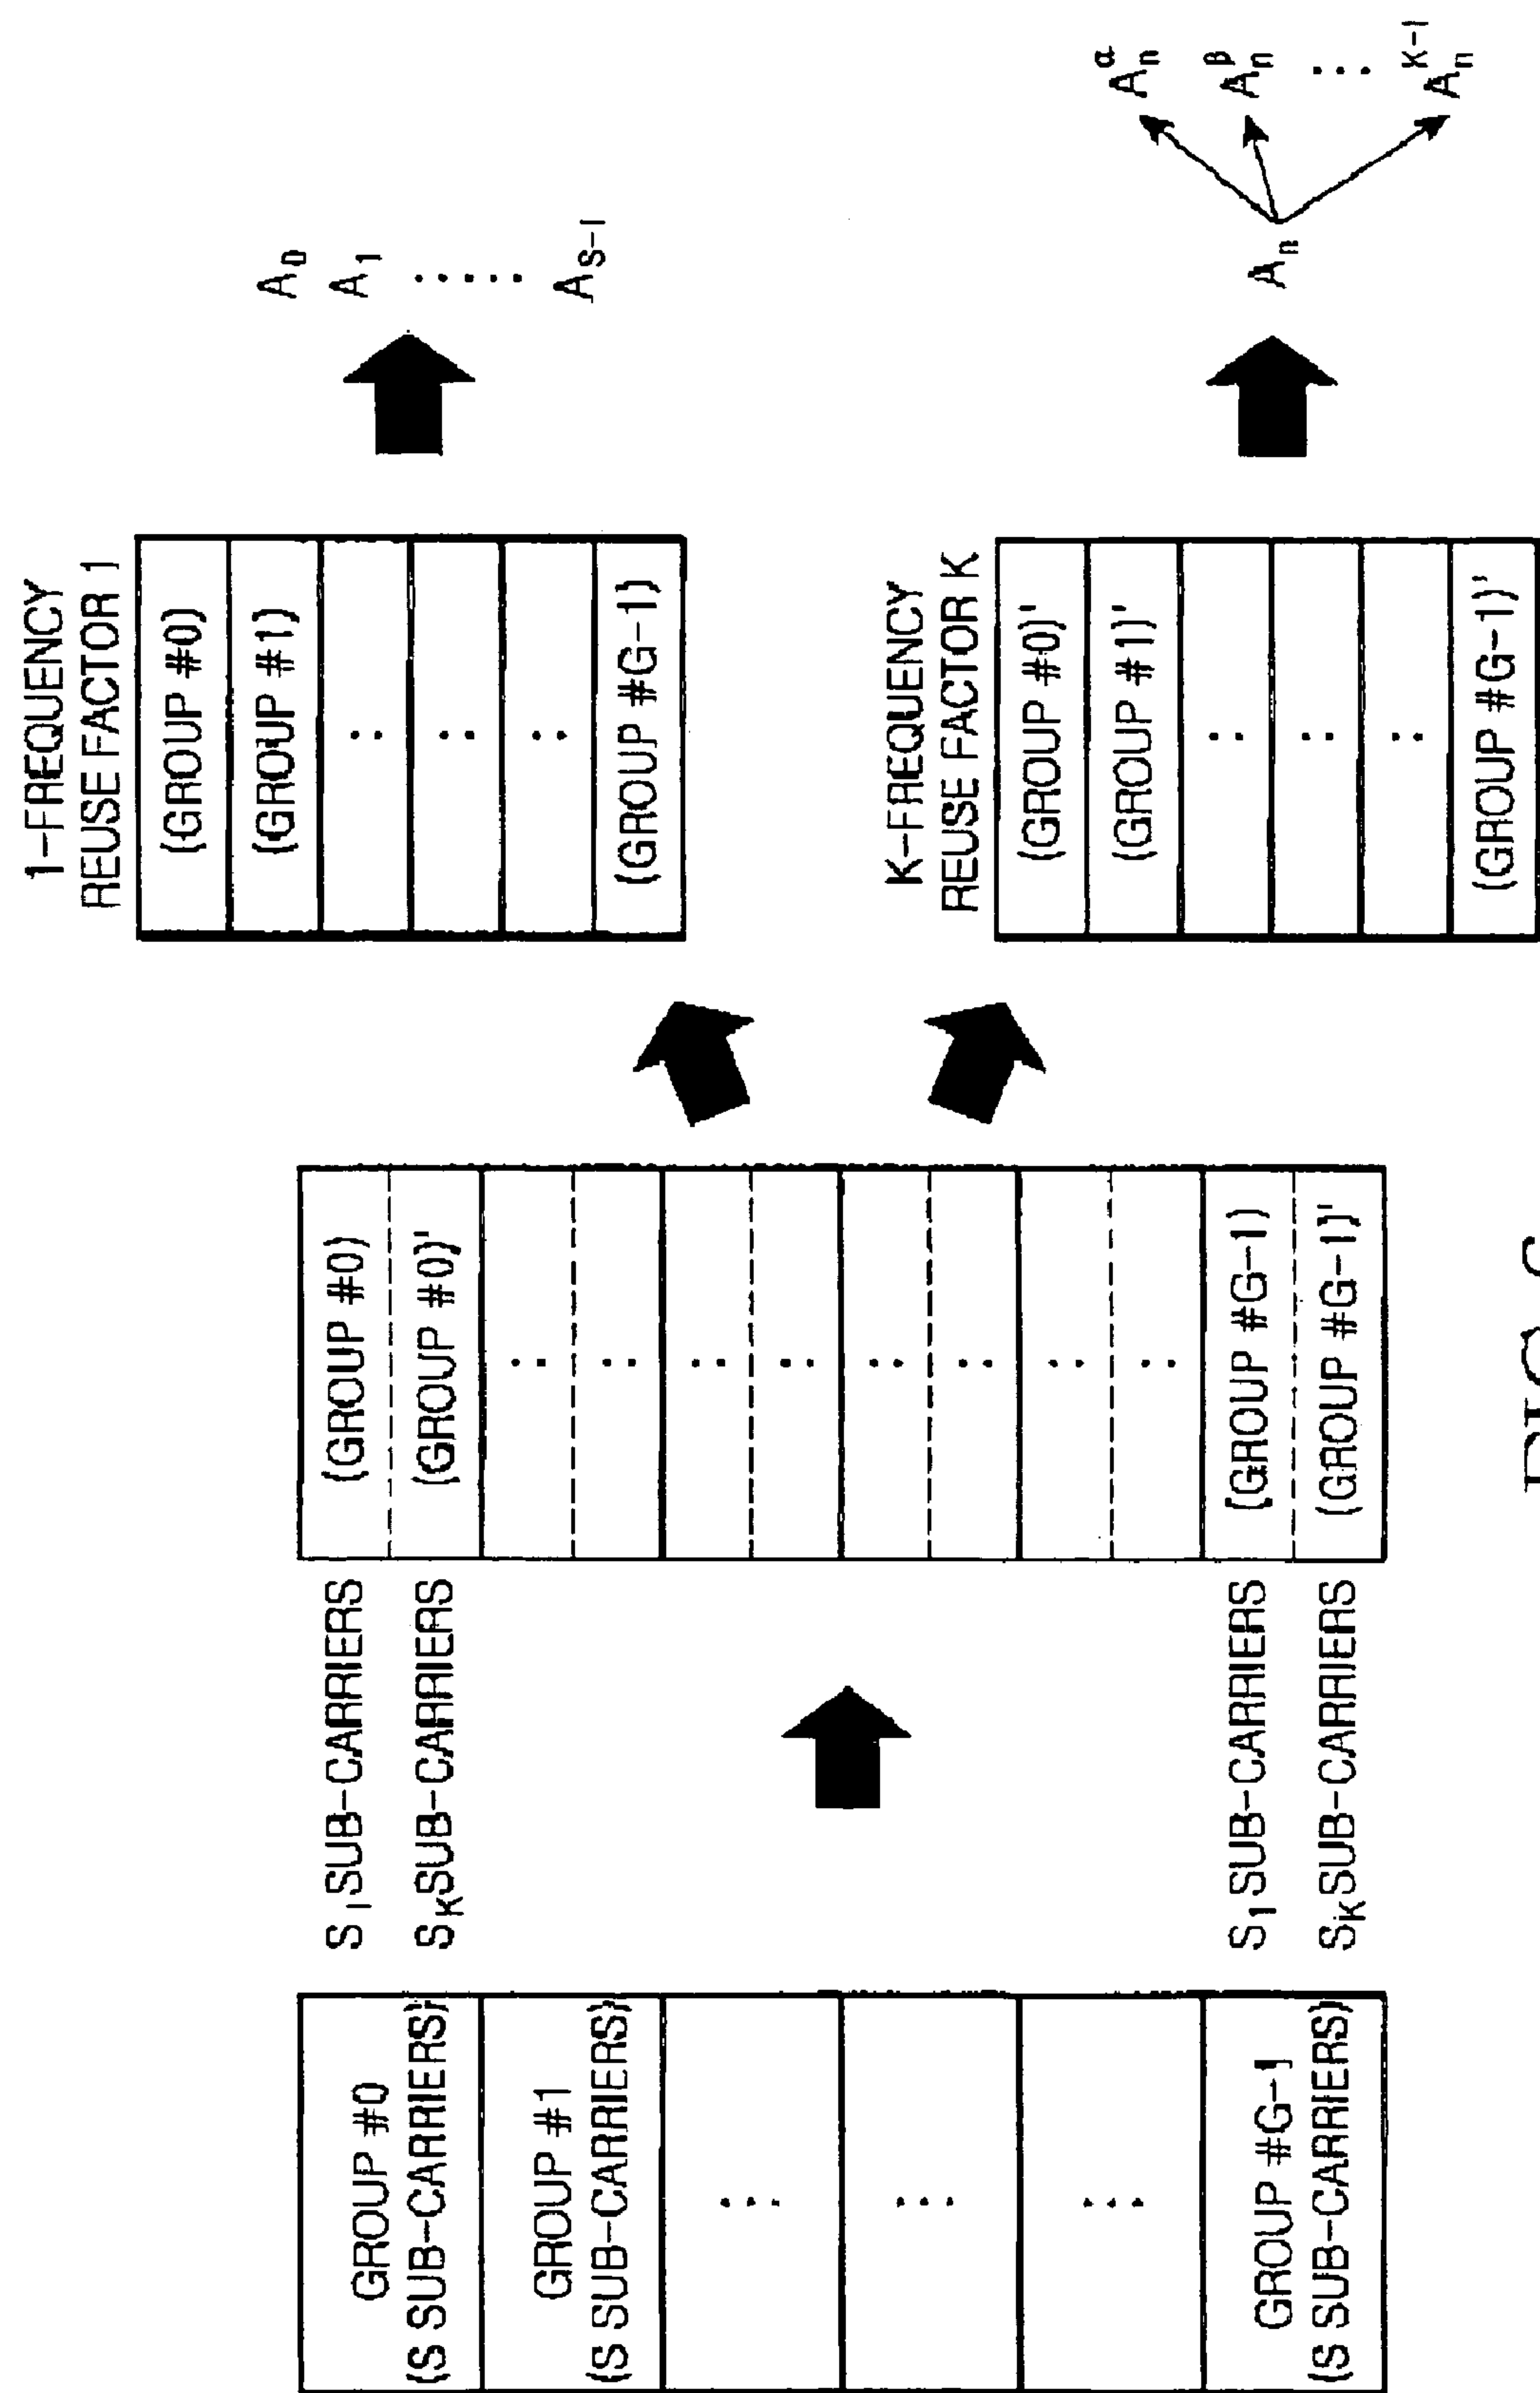 GROUP #0
(S SUB-CARRIERS)
GROUP #1
(S SUB-CARRIERS)
...
...
...
GROUP #G-1
(S SUB-CARRIERS)
S1 SUB-CARRIERS
SK SUB-CARRIERS
S1 SUB-CARRIERS
SK SUB-CARRIERS
(GROUP #0)
(GROUP #0)'
(GROUP #G-1)
(GROUP #G-1)'
1-FREQUENCY
REUSE FACTOR 1
(GROUP #0)
(GROUP #1)
(GROUP #G-1)
K-FREQUENCY
REUSE FACTOR K
(GROUP #0)'
(GROUP #1)'
(GROUP #G-1)'
A0
A1
.....
AS-1
An
An^α
An^β
...
An^K-1